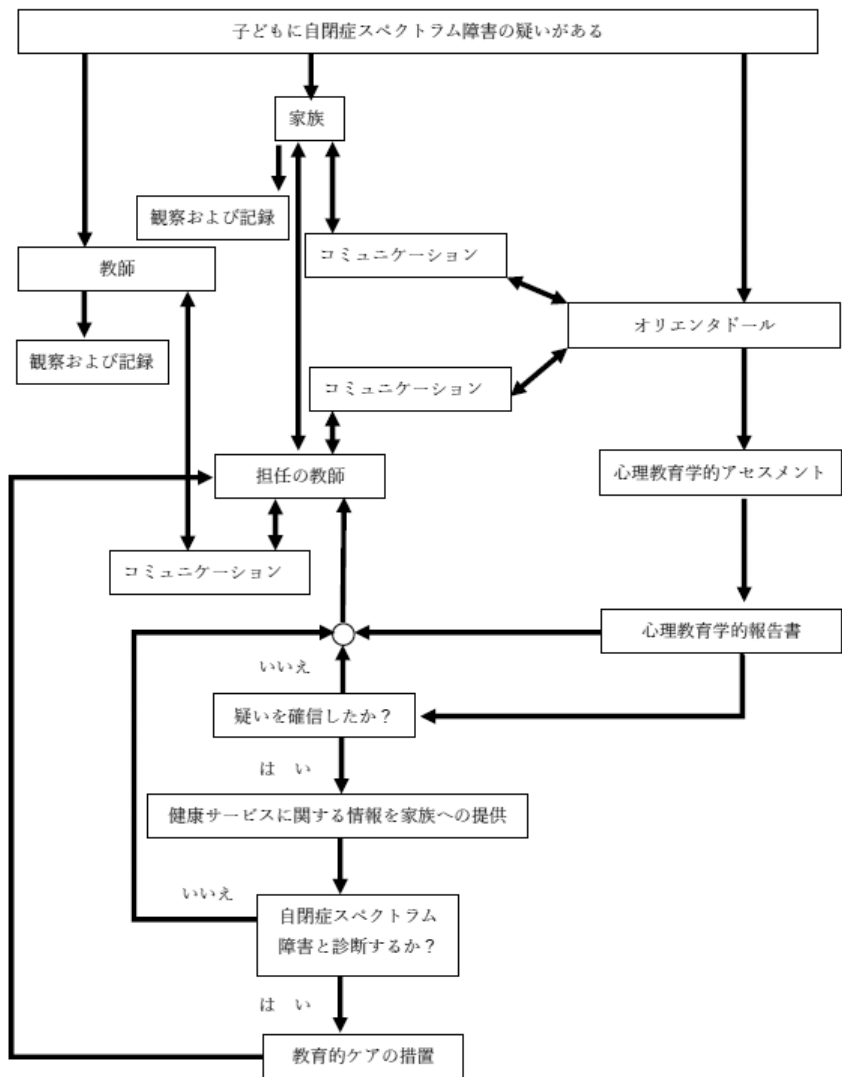 子どもに自閉症スペクトラム障害の疑いがある
家族
観察および記録
コミュニケーション
教師
オリエンタドール
観察および記録
コミュニケーション
担任の教師
心理教育学的アセスメント
コミュニケーション
心理教育学的報告書
いいえ
疑いを確信したか？
は　い
健康サービスに関する情報を家族への提供
いいえ
自閉症スペクトラム
障害と診断するか？
は　い
教育的ケアの措置